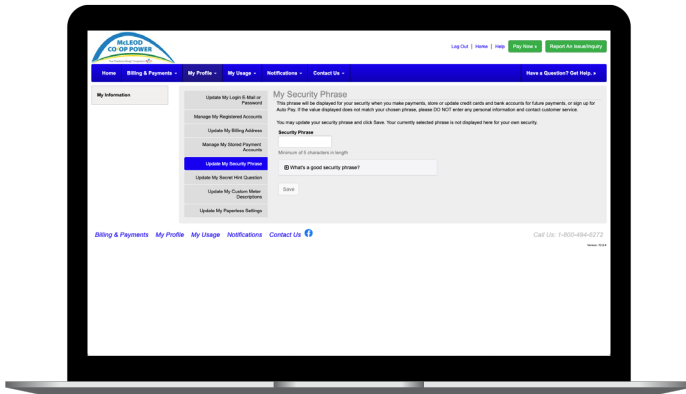 McLEOD
CO-OP POWER
Log Out | Home | Help
Pay Now »
Report An Issue/Inquiry
Home
Billing & Payments
My Profile
My Usage
Notifications
Contact Us
Have a Question? Get Help. »
My Information
Update My Login E-Mail or
Password
Manage My Registered Accounts
Update My Billing Address
Manage My Stored Payment
Accounts
Update My Security Phrase
Update My Secret Hint Question
Update My Custom Meter
Descriptions
Update My Paperless Settings
My Security Phrase
This phrase will be displayed for your security when you make payments, store or update credit cards and bank accounts for future payments, or sign up for
Auto Pay. If the value displayed does not match your chosen phrase, please DO NOT enter any personal information and contact customer service.
You may update your security phrase and click Save. Your currently selected phrase is not displayed here for your own security.
Security Phrase
Minimum of 5 characters in length
What's a good security phrase?
Save
Billing & Payments My Profile My Usage Notifications Contact Us
Call Us: 1-800-494-6272